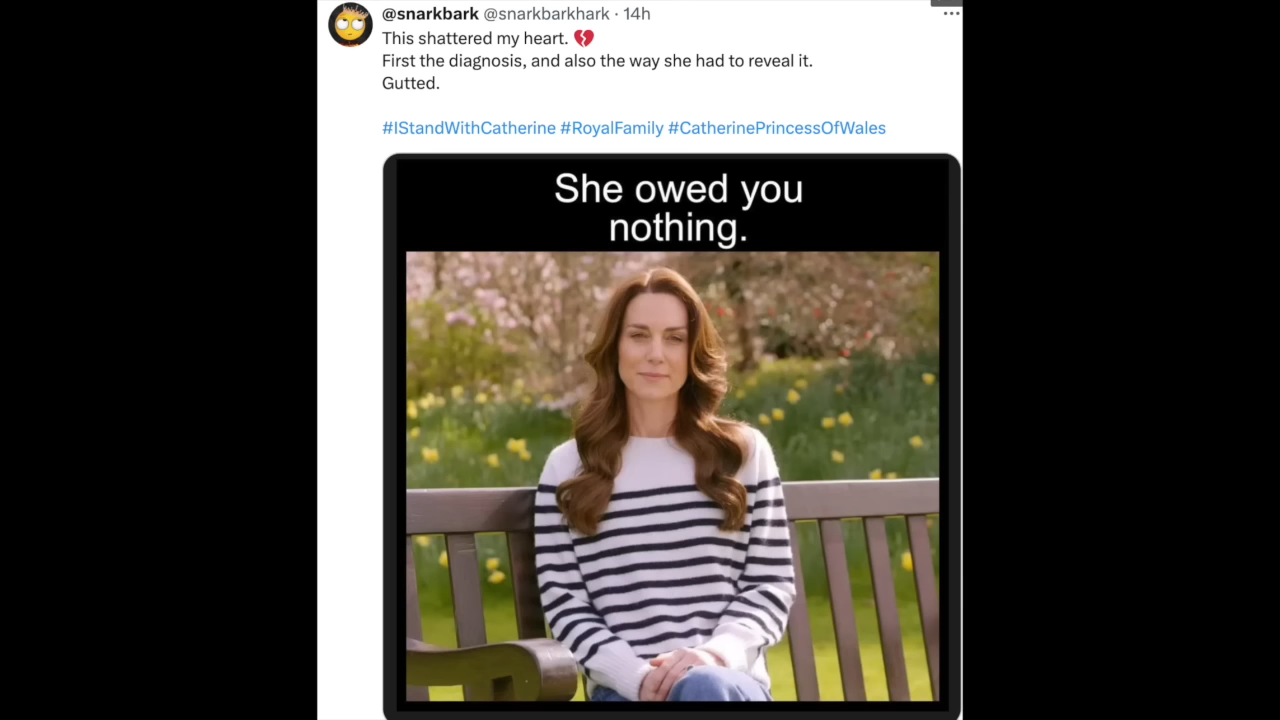 @snarkbark @snarkbarkhark · 14h
This shattered my heart. 💔
First the diagnosis, and also the way she had to reveal it.
Gutted.
#IStandWithCatherine #RoyalFamily #CatherinePrincessOfWales
She owed you
nothing.